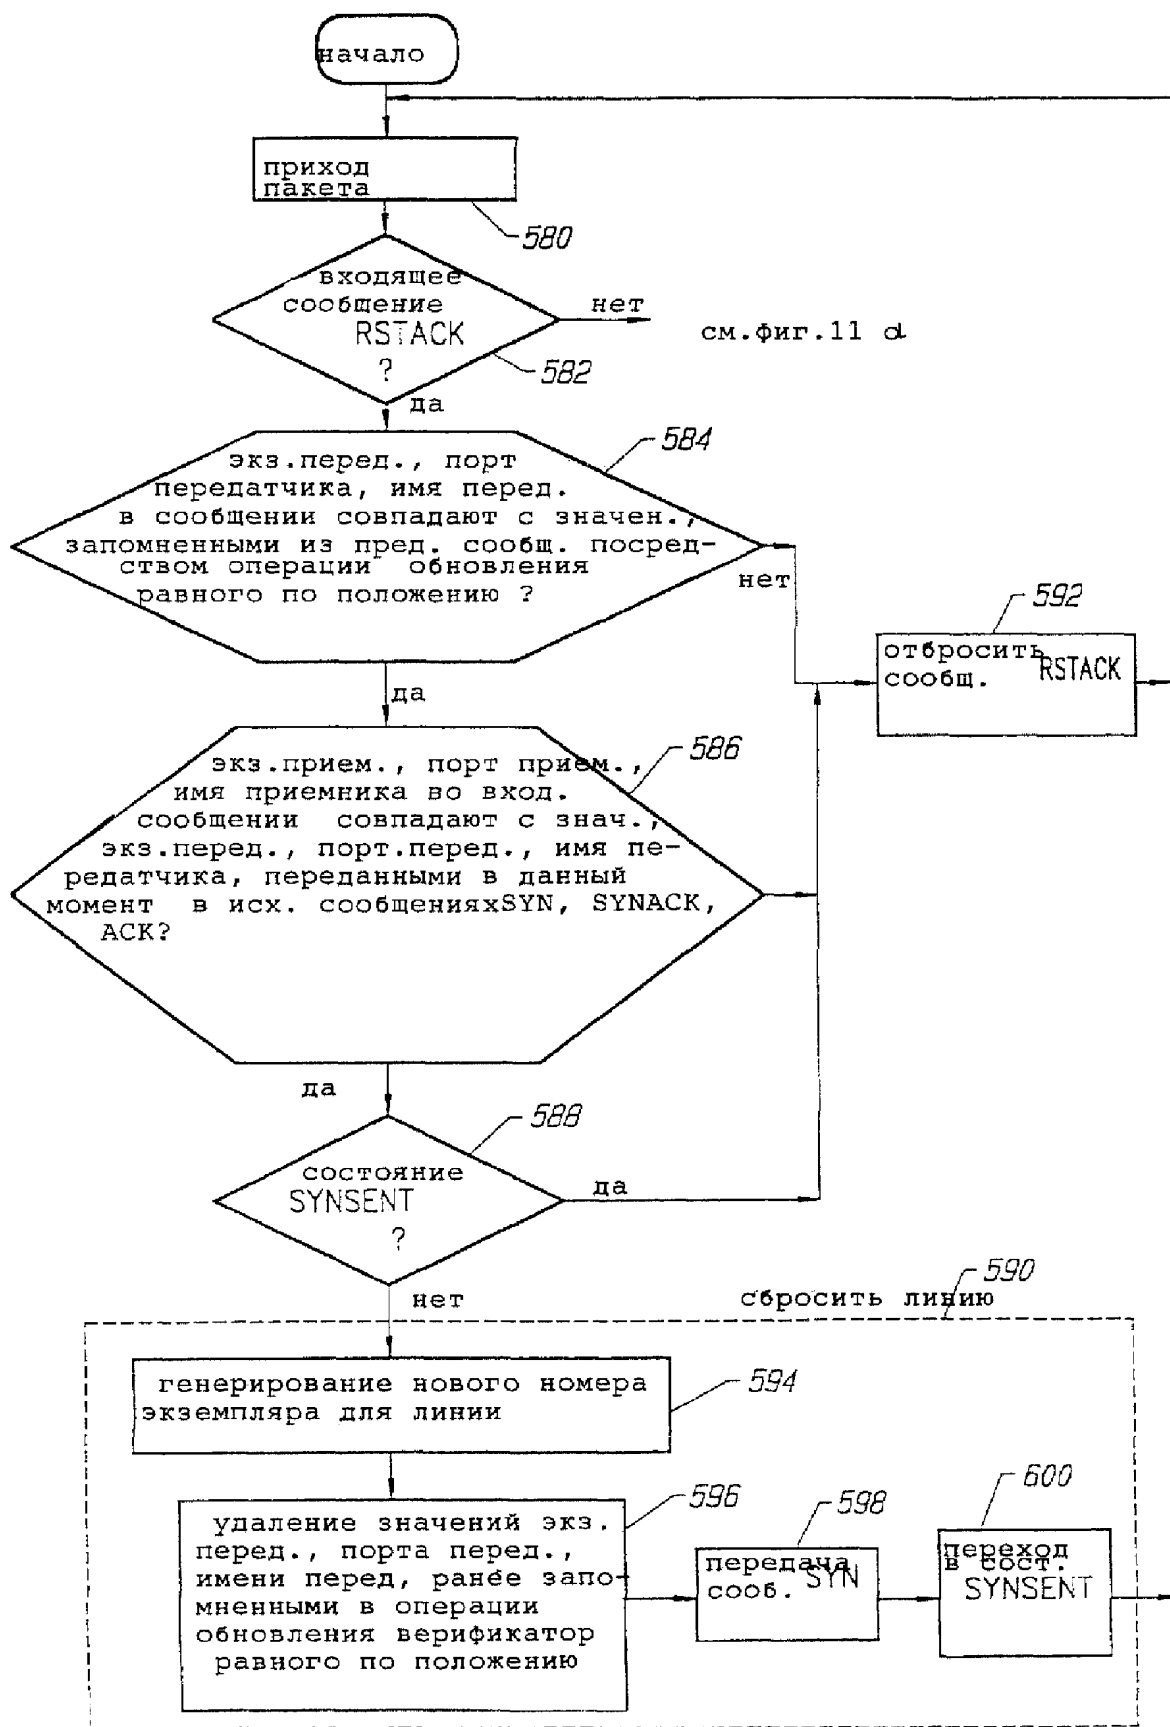 начало
приход
пакета
580
входящее
сообщение
RSTACK
?
нет
см.фиг.11 d
582
да
584
экз.перед., порт
передатчика, имя перед.
в сообщении совпадают с значен.,
запомненными из пред. сообщ. посред-
ством операции обновления
равного по положению ?
нет
592
отбросить
сообщ. RSTACK
да
586
экз.прием., порт прием.,
имя приемника во вход.
сообщении совпадают с знач.,
экз.перед., порт.перед., имя пе-
редатчика, переданными в данный
момент в исх. сообщенияхSYN, SYNACK,
ACK?
да
588
состояние
SYNSENT
?
да
нет
590
сбросить линию
генерирование нового номера
экземпляра для линии
594
596
удаление значений экз.
перед., порта перед.,
имени перед, ранее запо-
мненными в операции
обновления верификатор
равного по положению
598
передача
сооб. SYN
600
переход
в сост.
SYNSENT